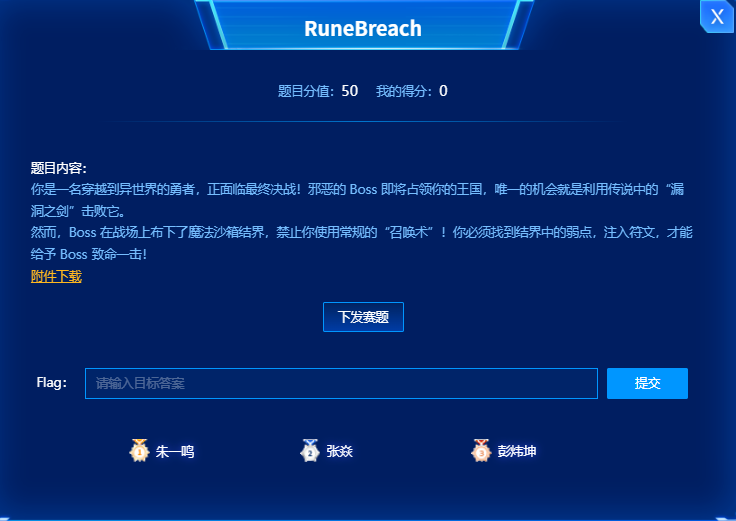 RuneBreach
X
题目分值：50 我的得分：0
题目内容：
你是一名穿越到异世界的勇者，正面临最终决战！邪恶的 Boss 即将占领你的王国，唯一的机会就是利用传说中的“漏
洞之剑”击败它。
然而，Boss 在战场上布下了魔法沙箱结界，禁止你使用常规的“召唤术”！你必须找到结界中的弱点，注入符文，才能
给予 Boss 致命一击！
附件下载
下发赛题
Flag： 请输入目标答案 提交
1 朱一鸣 2 张焱 3 彭炜坤